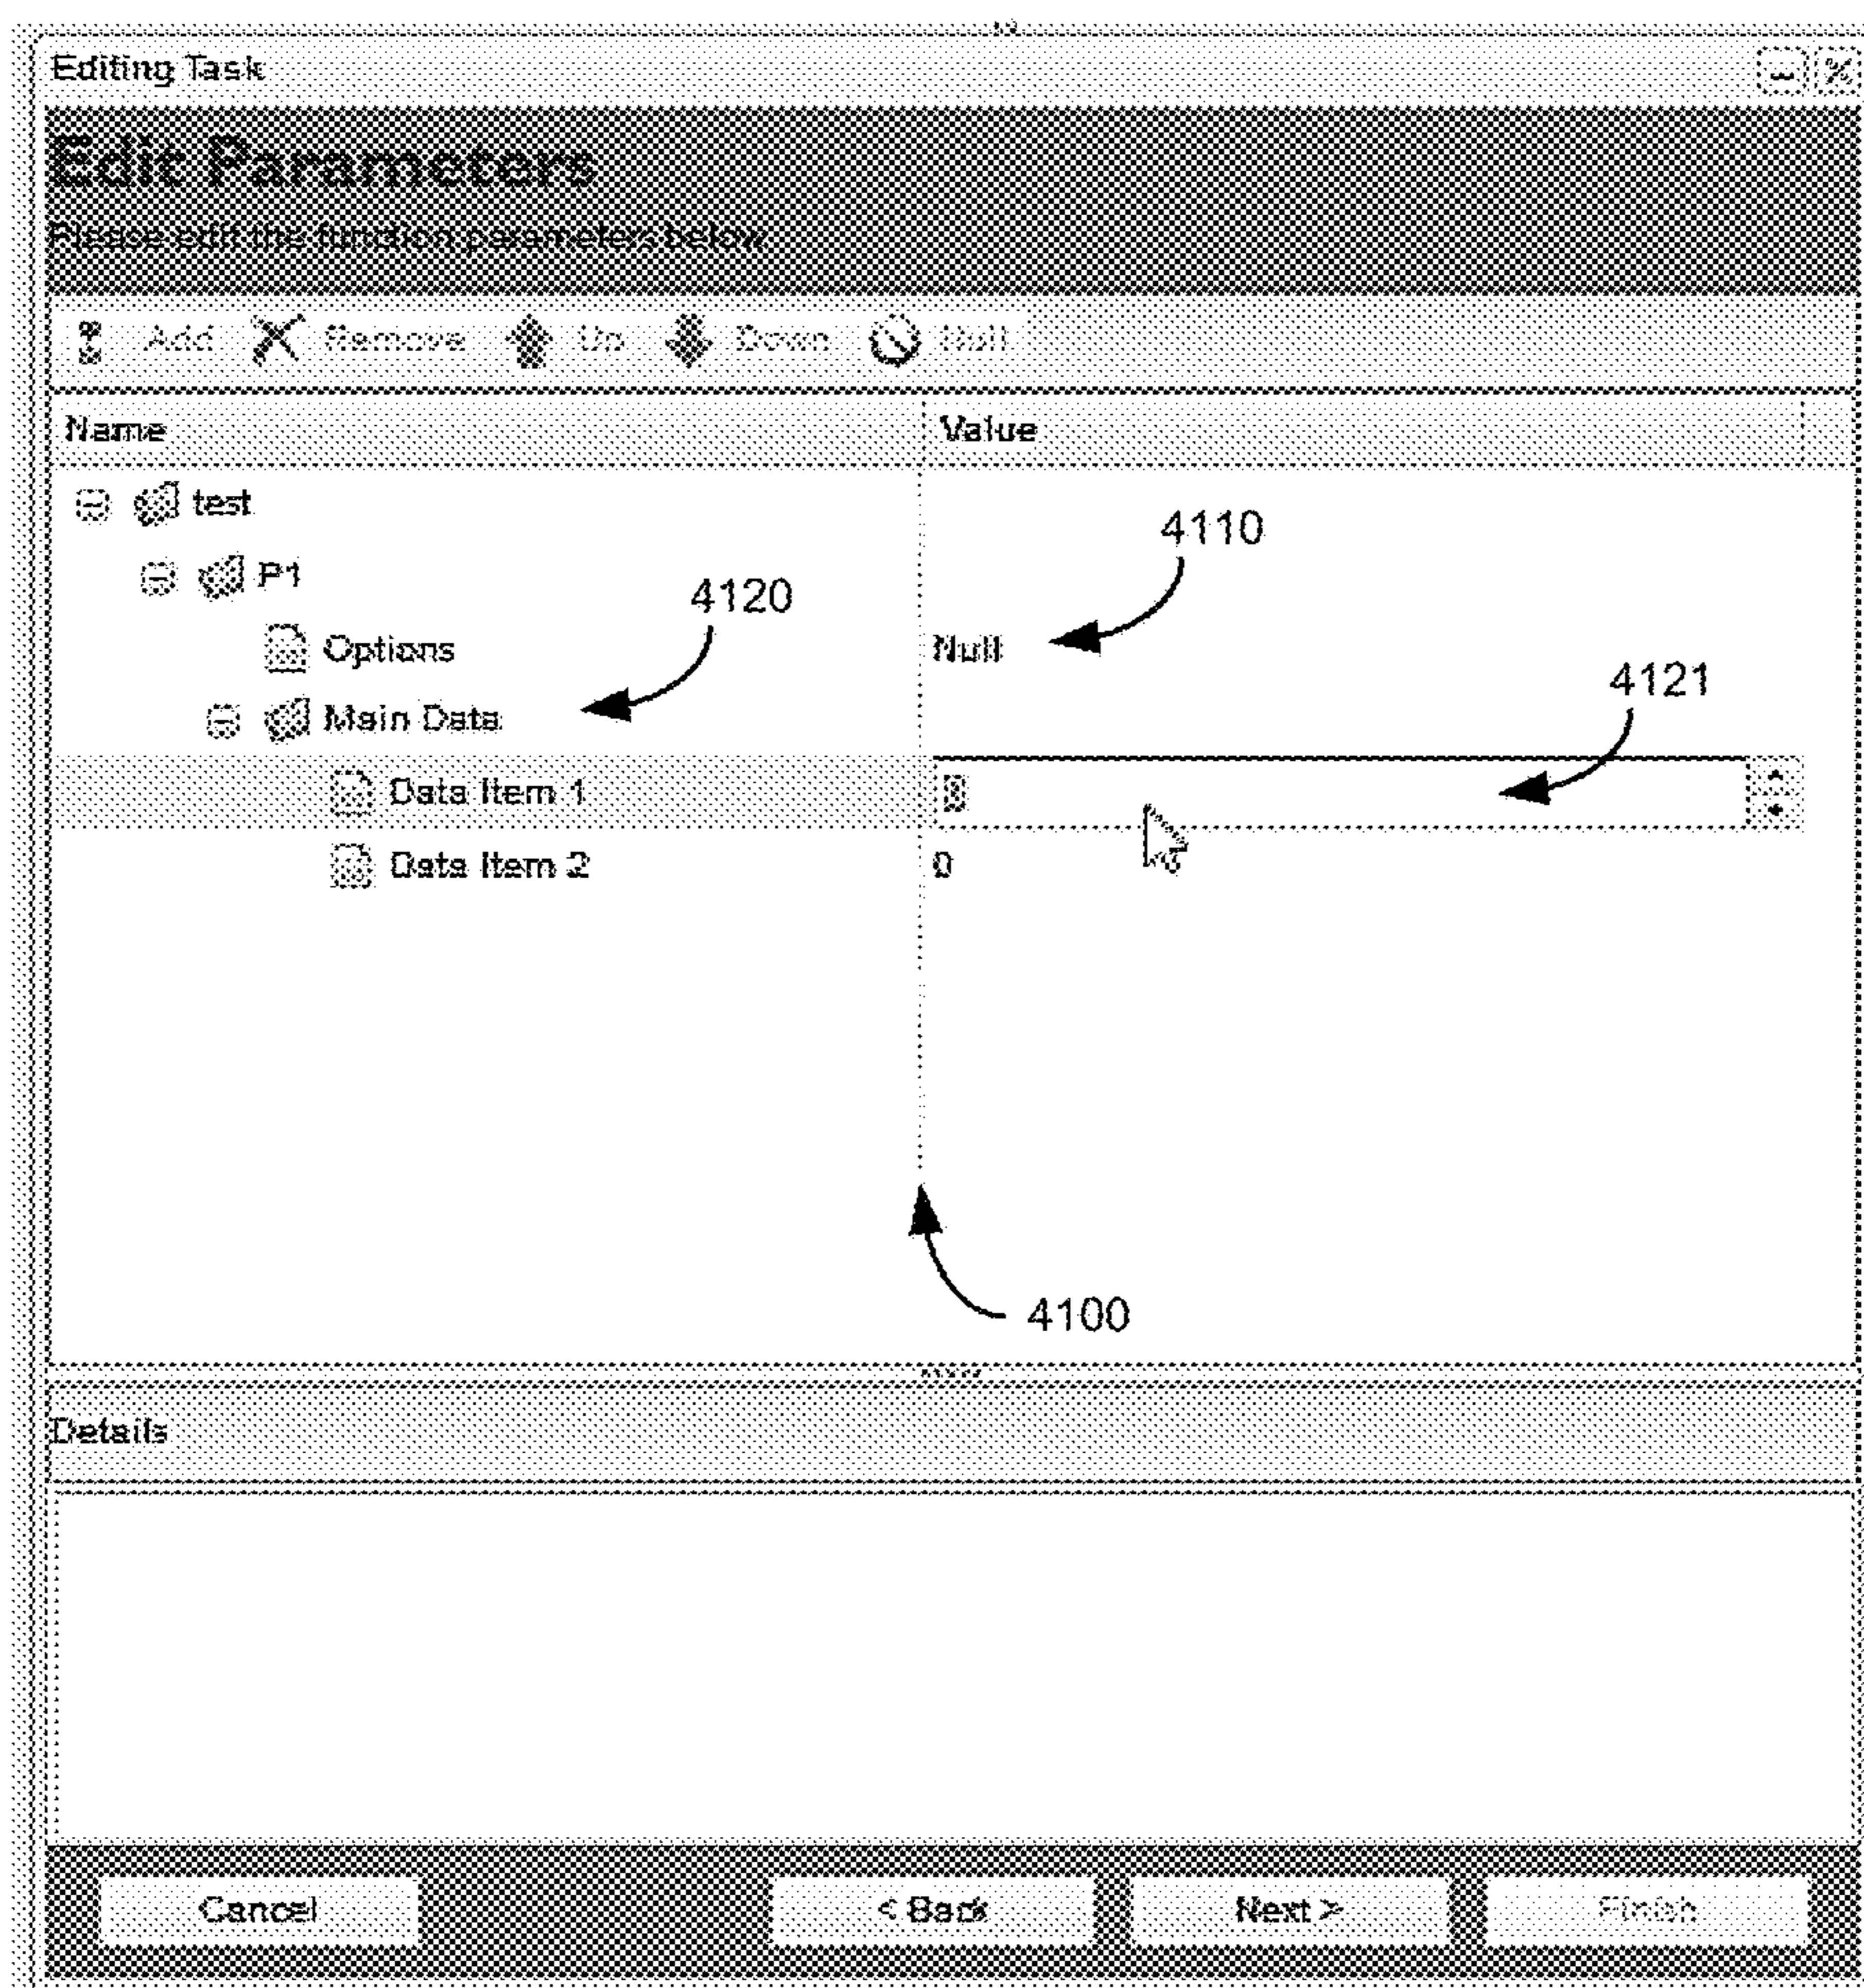 Editing Task
Edit Parameters
Please edit the function parameters below.
Add Remove Up Down Null
Name Value
test
4110
P1
4120
Options Null
4121
Main Data
Data Item 1
Data Item 2 0
4100
Details
Cancel < Back Next > Finish